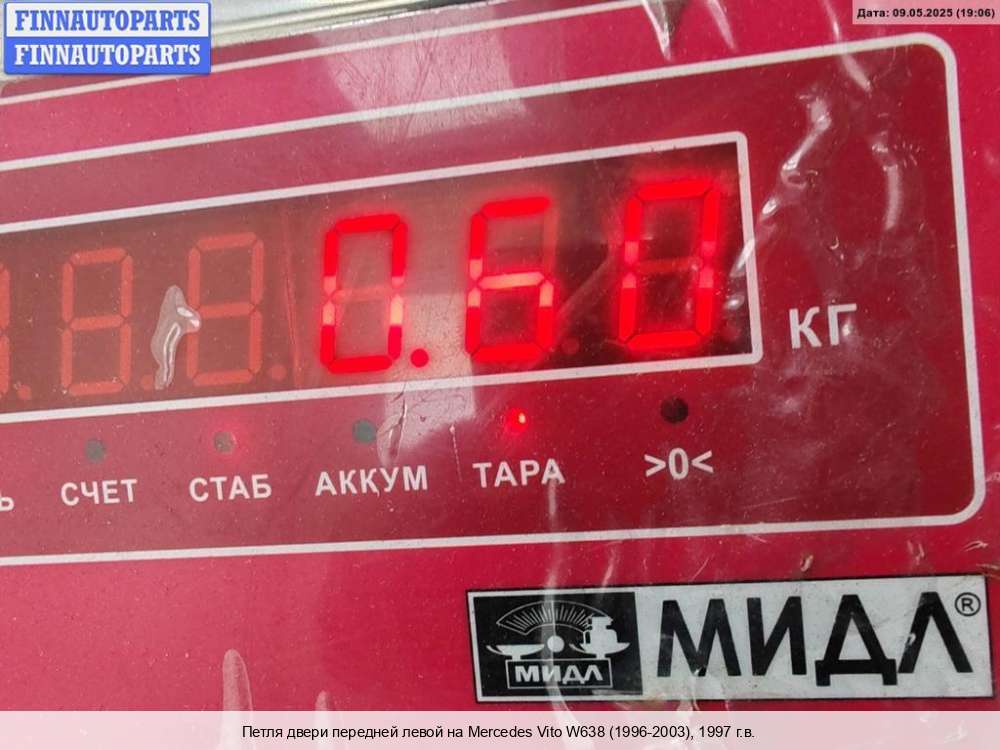 FINNAUTOPARTS
FINNAUTOPARTS
Дата: 09.05.2025 (19:06)
0.60
КГ
Ь СЧЕТ СТАБ АККУМ ТАРА >0<
МИДЛ
МИДЛ®
Петля двери передней левой на Mercedes Vito W638 (1996-2003), 1997 г.в.